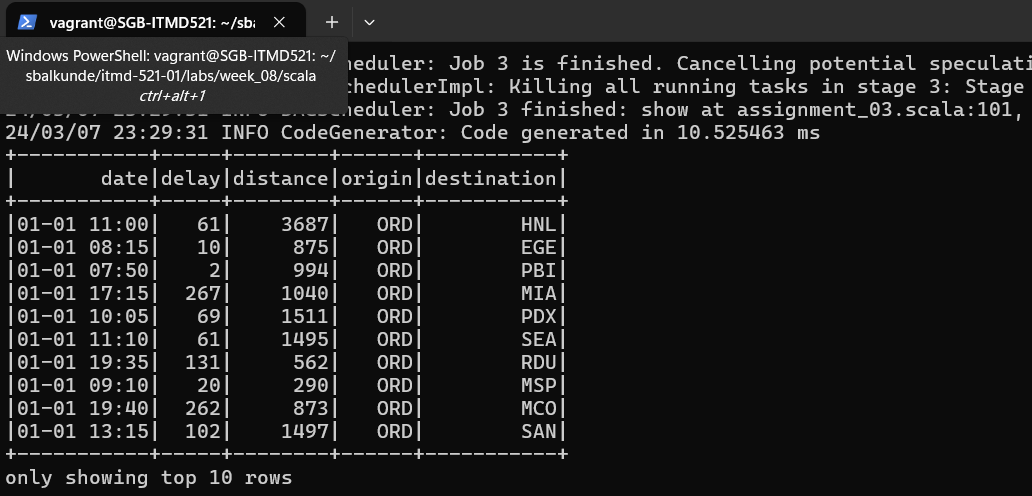 vagrant@SGB-ITMD521: ~/sba
Windows PowerShell: vagrant@SGB-ITMD521: ~/
sbalkunde/itmd-521-01/labs/week_08/scala
ctrl+alt+1
heduler: Job 3 is finished. Cancelling potential speculati
chedulerImpl: Killing all running tasks in stage 3: Stage
heduler: Job 3 finished: show at assignment_03.scala:101,
24/03/07 23:29:31 INFO CodeGenerator: Code generated in 10.525463 ms
+-----------+-----+--------+------+-----------+
|       date|delay|distance|origin|destination|
+-----------+-----+--------+------+-----------+
|01-01 11:00|   61|    3687|   ORD|        HNL|
|01-01 08:15|   10|     875|   ORD|        EGE|
|01-01 07:50|    2|     994|   ORD|        PBI|
|01-01 17:15|  267|    1040|   ORD|        MIA|
|01-01 10:05|   69|    1511|   ORD|        PDX|
|01-01 11:10|   61|    1495|   ORD|        SEA|
|01-01 19:35|  131|     562|   ORD|        RDU|
|01-01 09:10|   20|     290|   ORD|        MSP|
|01-01 19:40|  262|     873|   ORD|        MCO|
|01-01 13:15|  102|    1497|   ORD|        SAN|
+-----------+-----+--------+------+-----------+
only showing top 10 rows